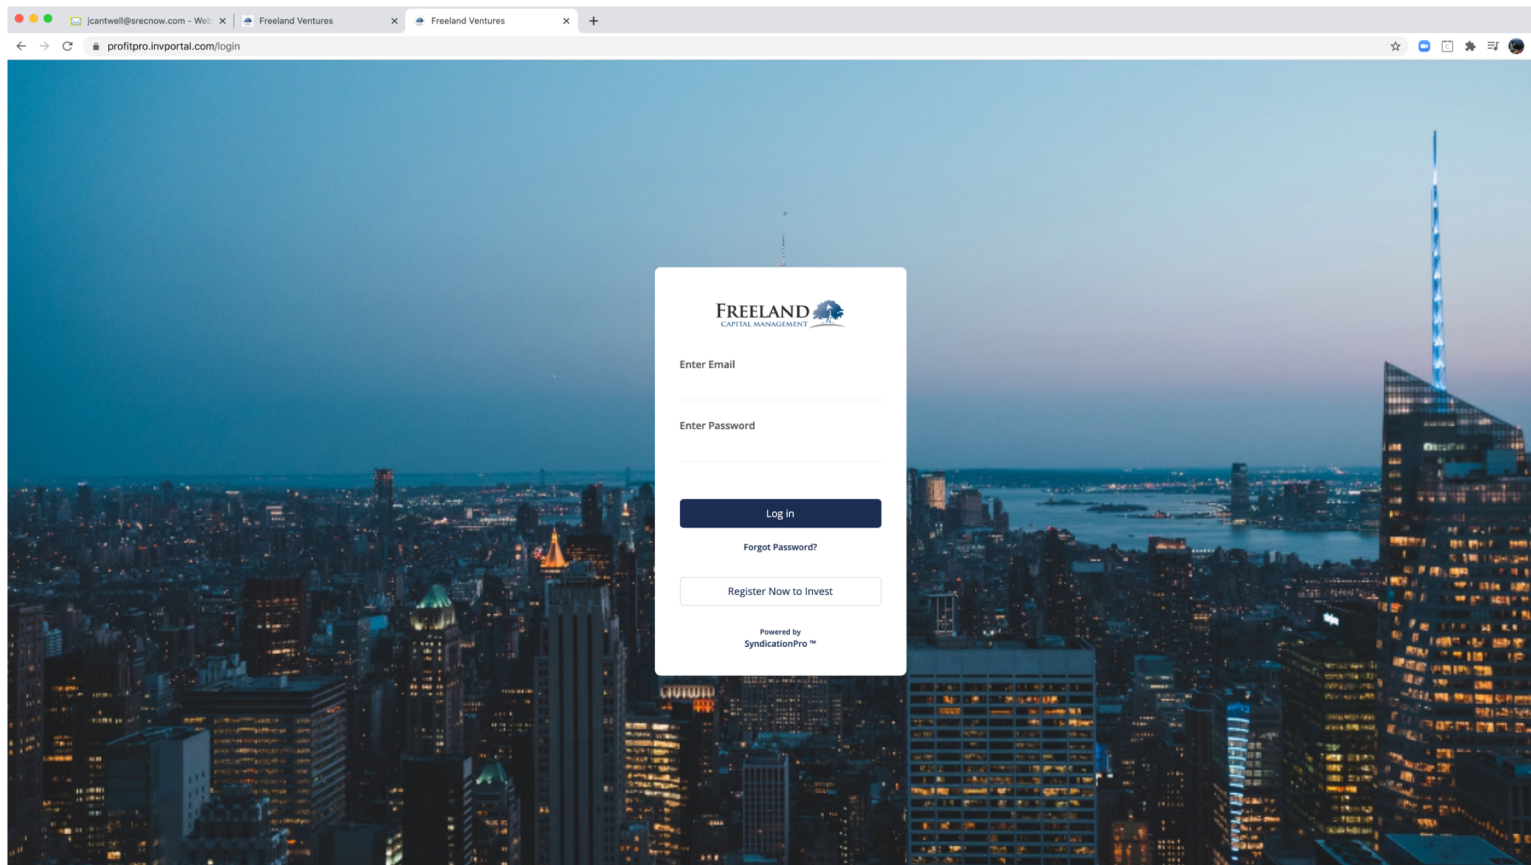 jcantwell@srecnow.com - Web
Freeland Ventures
Freeland Ventures
profitpro.invportal.com/login
FREELAND
CAPITAL MANAGEMENT
Enter Email
Enter Password
Log in
Forgot Password?
Register Now to Invest
Powered by
SyndicationPro ™